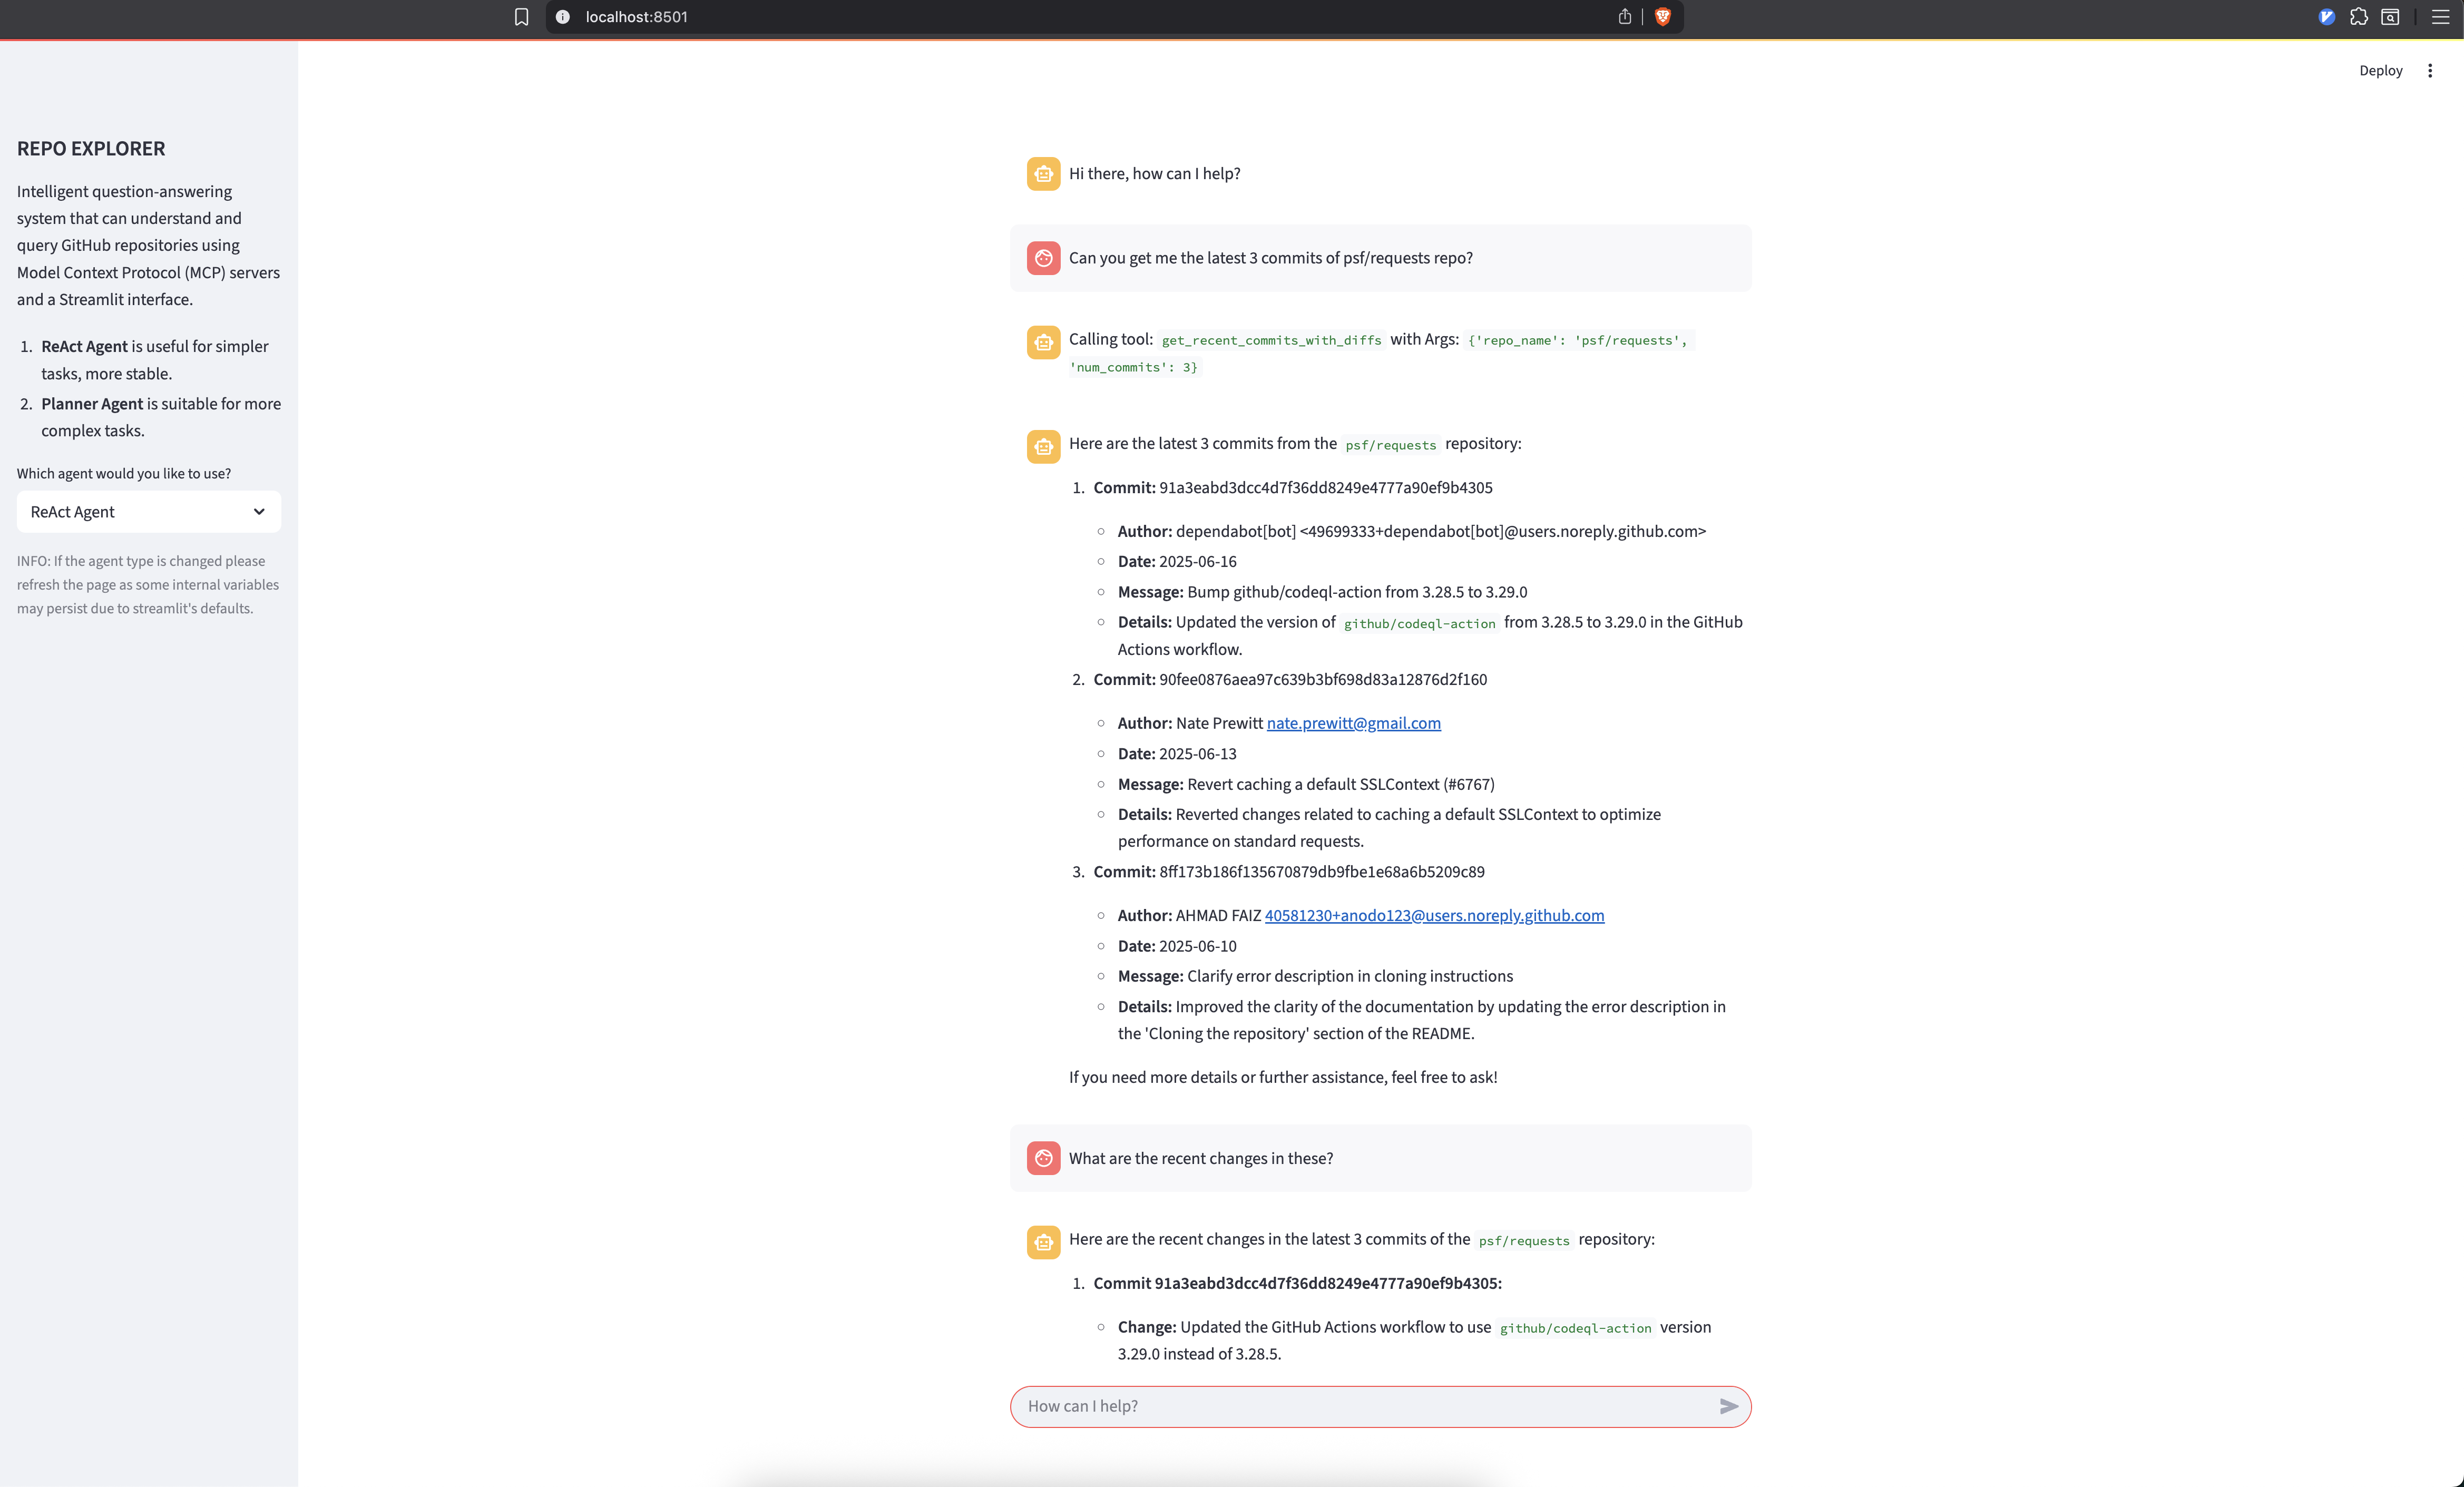 localhost:8501
Deploy
REPO EXPLORER
Intelligent question-answering
system that can understand and
query GitHub repositories using
Model Context Protocol (MCP) servers
and a Streamlit interface.
1. ReAct Agent is useful for simpler
tasks, more stable.
2. Planner Agent is suitable for more
complex tasks.
Which agent would you like to use?
ReAct Agent
INFO: If the agent type is changed please
refresh the page as some internal variables
may persist due to streamlit's defaults.
Hi there, how can I help?
Can you get me the latest 3 commits of psf/requests repo?
Calling tool: get_recent_commits_with_diffs with Args: {'repo_name': 'psf/requests',
'num_commits': 3}
Here are the latest 3 commits from the psf/requests repository:
1. Commit: 91a3eabd3dcc4d7f36dd8249e4777a90ef9b4305
○ Author: dependabot[bot] <49699333+dependabot[bot]@users.noreply.github.com>
○ Date: 2025-06-16
○ Message: Bump github/codeql-action from 3.28.5 to 3.29.0
○ Details: Updated the version of github/codeql-action from 3.28.5 to 3.29.0 in the GitHub
Actions workflow.
2. Commit: 90fee0876aea97c639b3bf698d83a12876d2f160
○ Author: Nate Prewitt nate.prewitt@gmail.com
○ Date: 2025-06-13
○ Message: Revert caching a default SSLContext (#6767)
○ Details: Reverted changes related to caching a default SSLContext to optimize
performance on standard requests.
3. Commit: 8ff173b186f135670879db9fbe1e68a6b5209c89
○ Author: AHMAD FAIZ 40581230+anodo123@users.noreply.github.com
○ Date: 2025-06-10
○ Message: Clarify error description in cloning instructions
○ Details: Improved the clarity of the documentation by updating the error description in
the 'Cloning the repository' section of the README.
If you need more details or further assistance, feel free to ask!
What are the recent changes in these?
Here are the recent changes in the latest 3 commits of the psf/requests repository:
1. Commit 91a3eabd3dcc4d7f36dd8249e4777a90ef9b4305:
○ Change: Updated the GitHub Actions workflow to use github/codeql-action version
3.29.0 instead of 3.28.5.
How can I help?